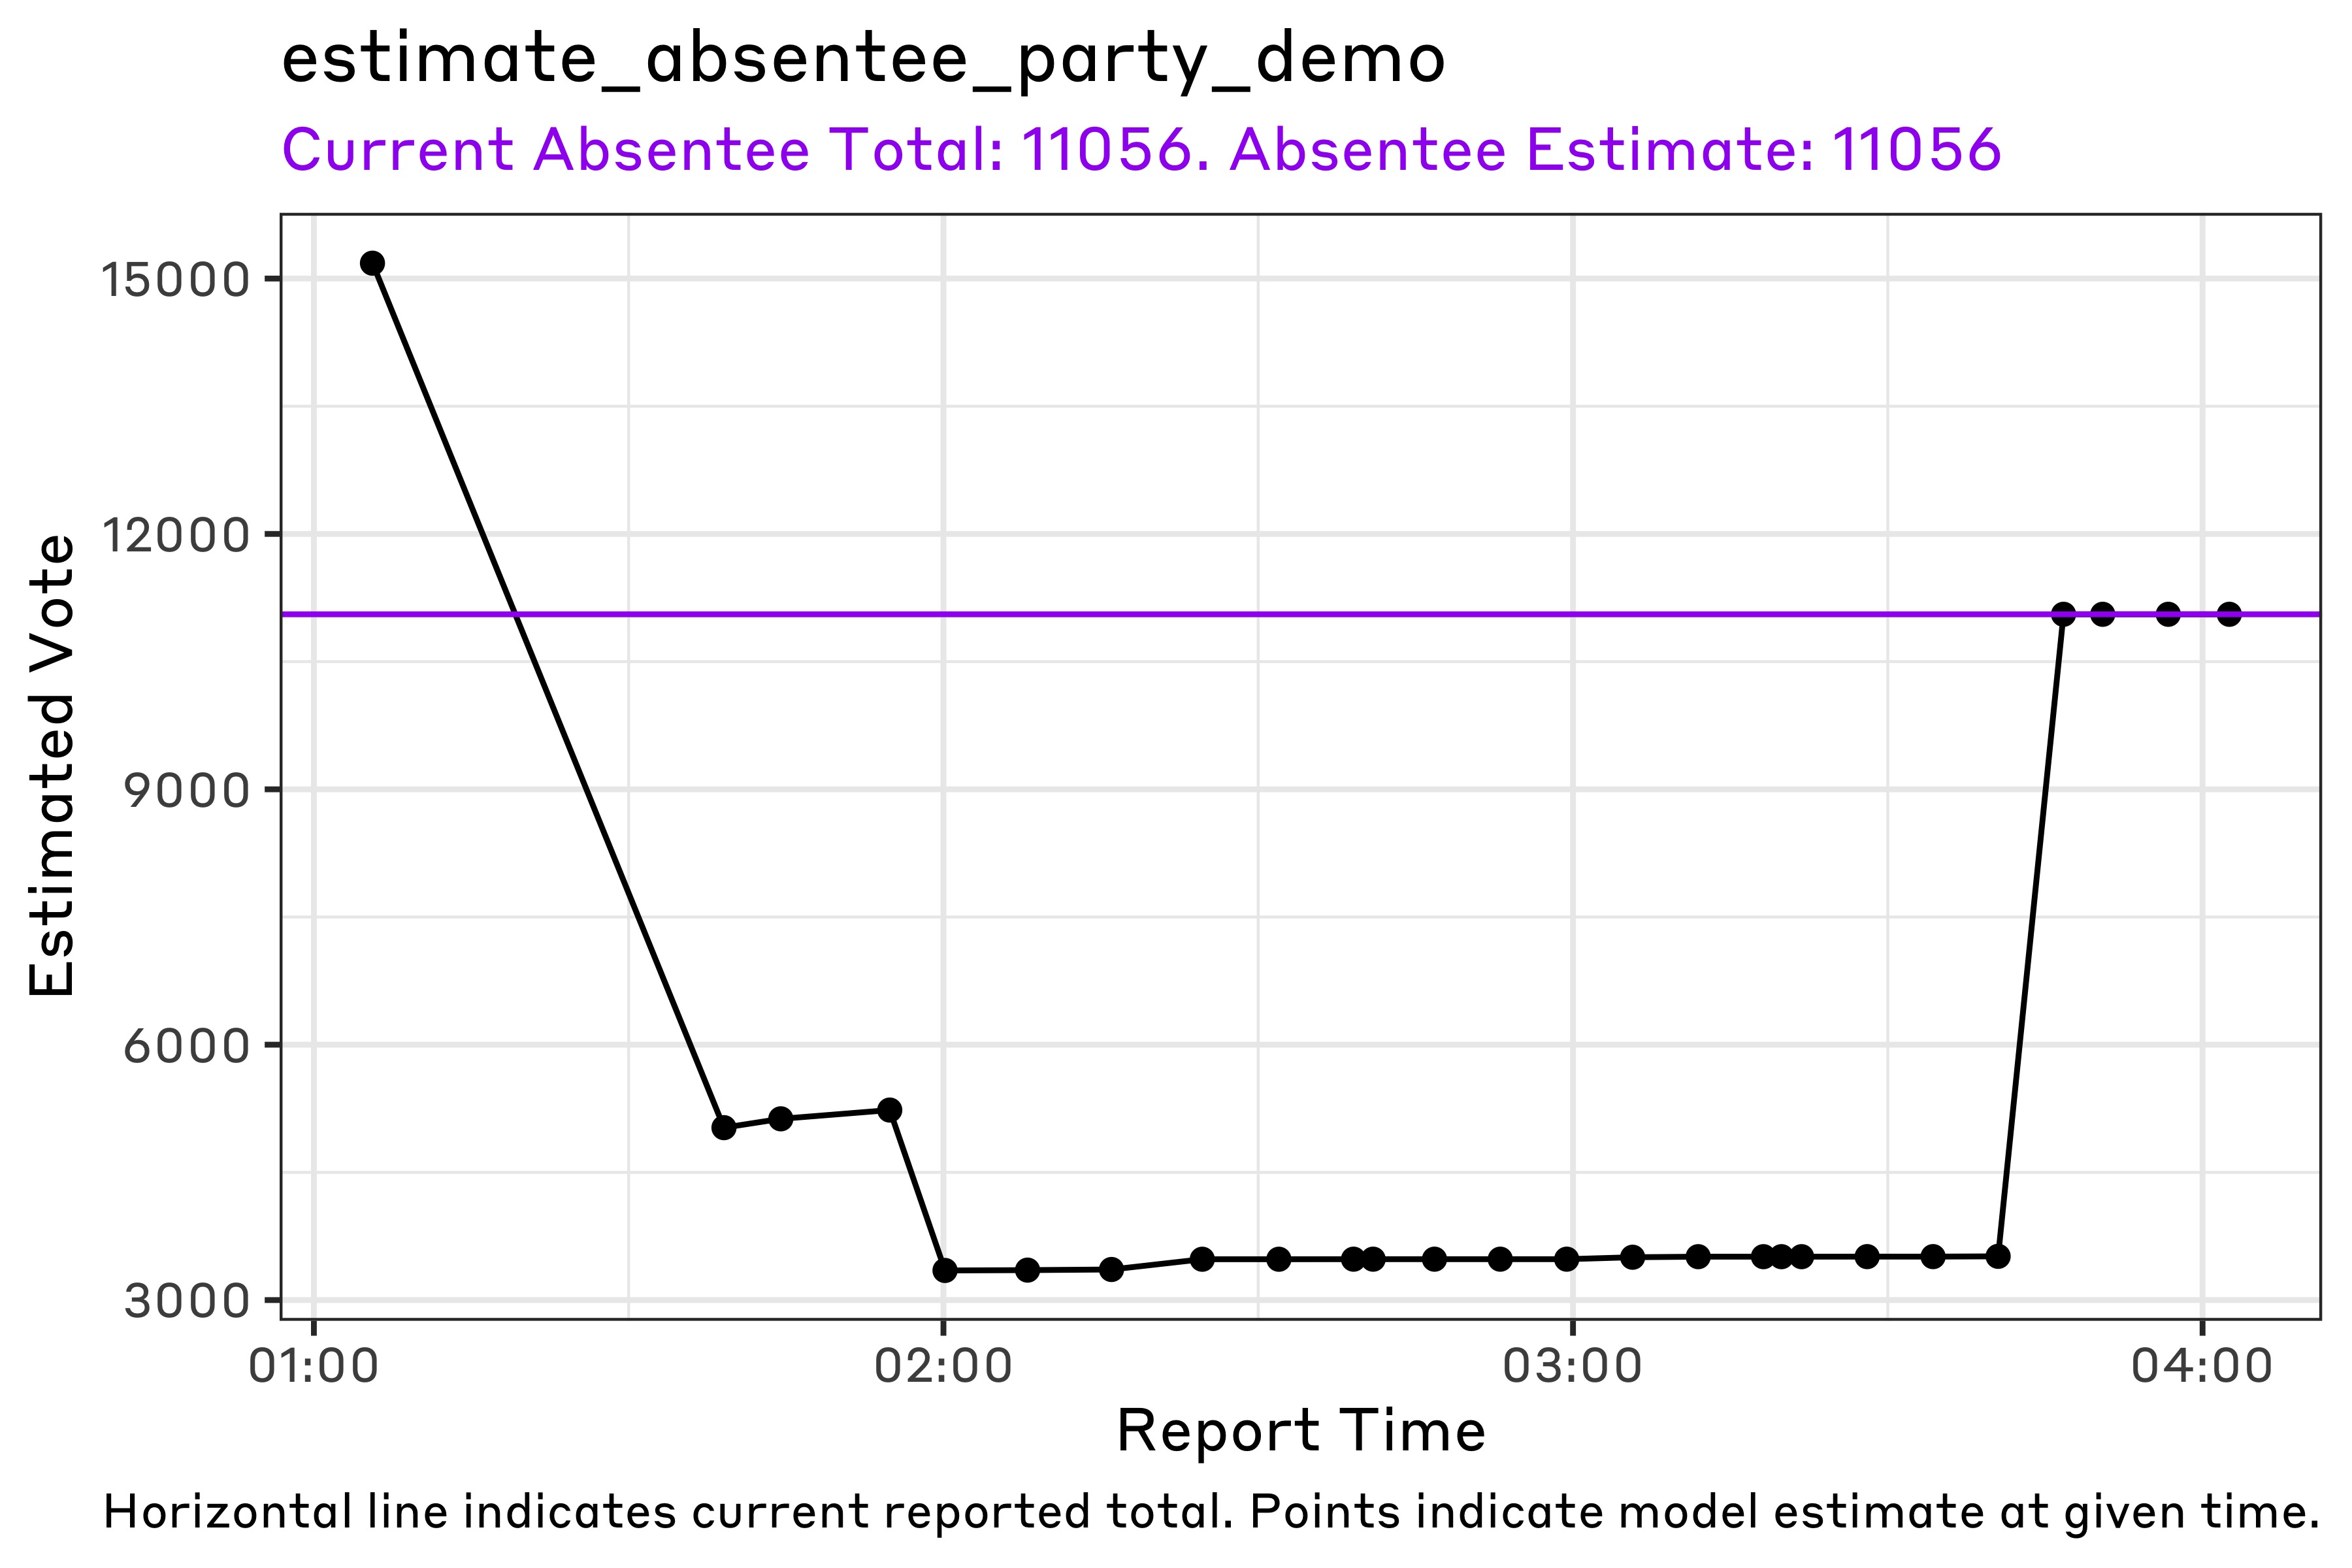 estimate_absentee_party_demo
Current Absentee Total: 11056. Absentee Estimate: 11056
Estimated Vote
15000
12000
9000
6000
3000
01:00 02:00 03:00 04:00
Report Time
Horizontal line indicates current reported total. Points indicate model estimate at given time.